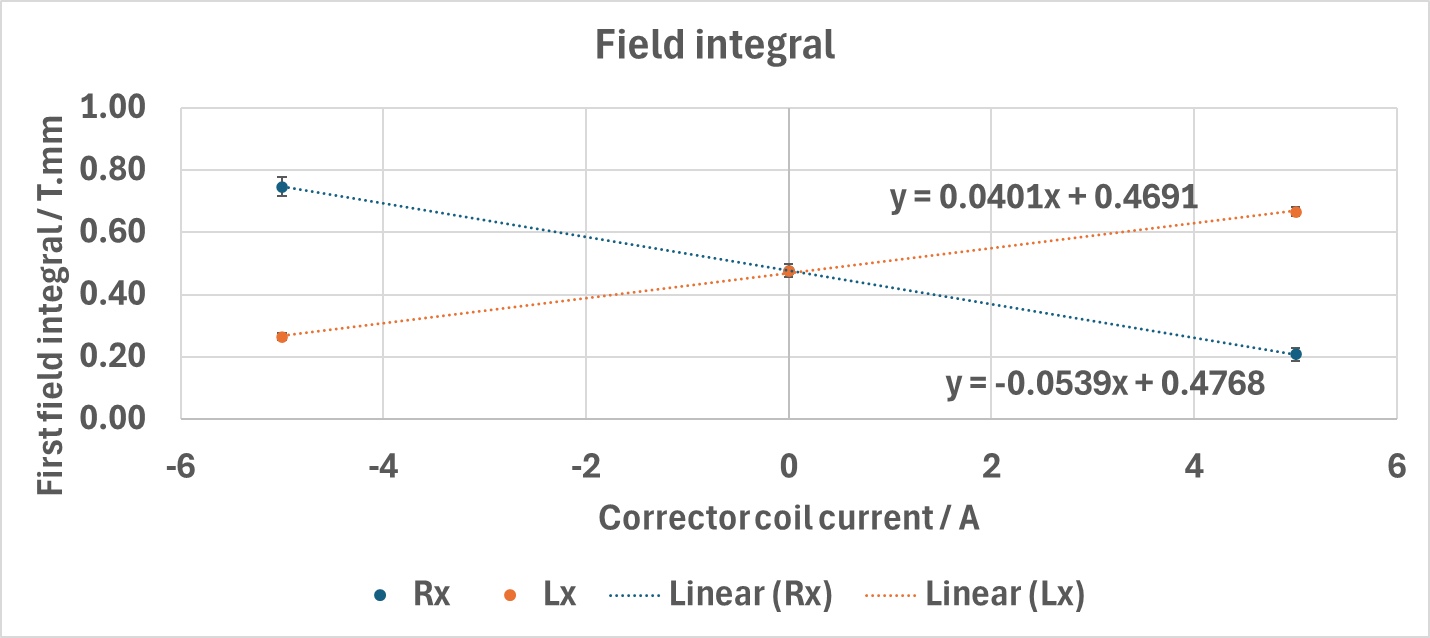 Field integral
First field integral / T.mm
1.00
0.80
0.60
0.40
0.20
0.00
y = 0.0401x + 0.4691
y = -0.0539x + 0.4768
-6 -4 -2 0 2 4 6
Corrector coil current / A
Rx Lx Linear (Rx) Linear (Lx)